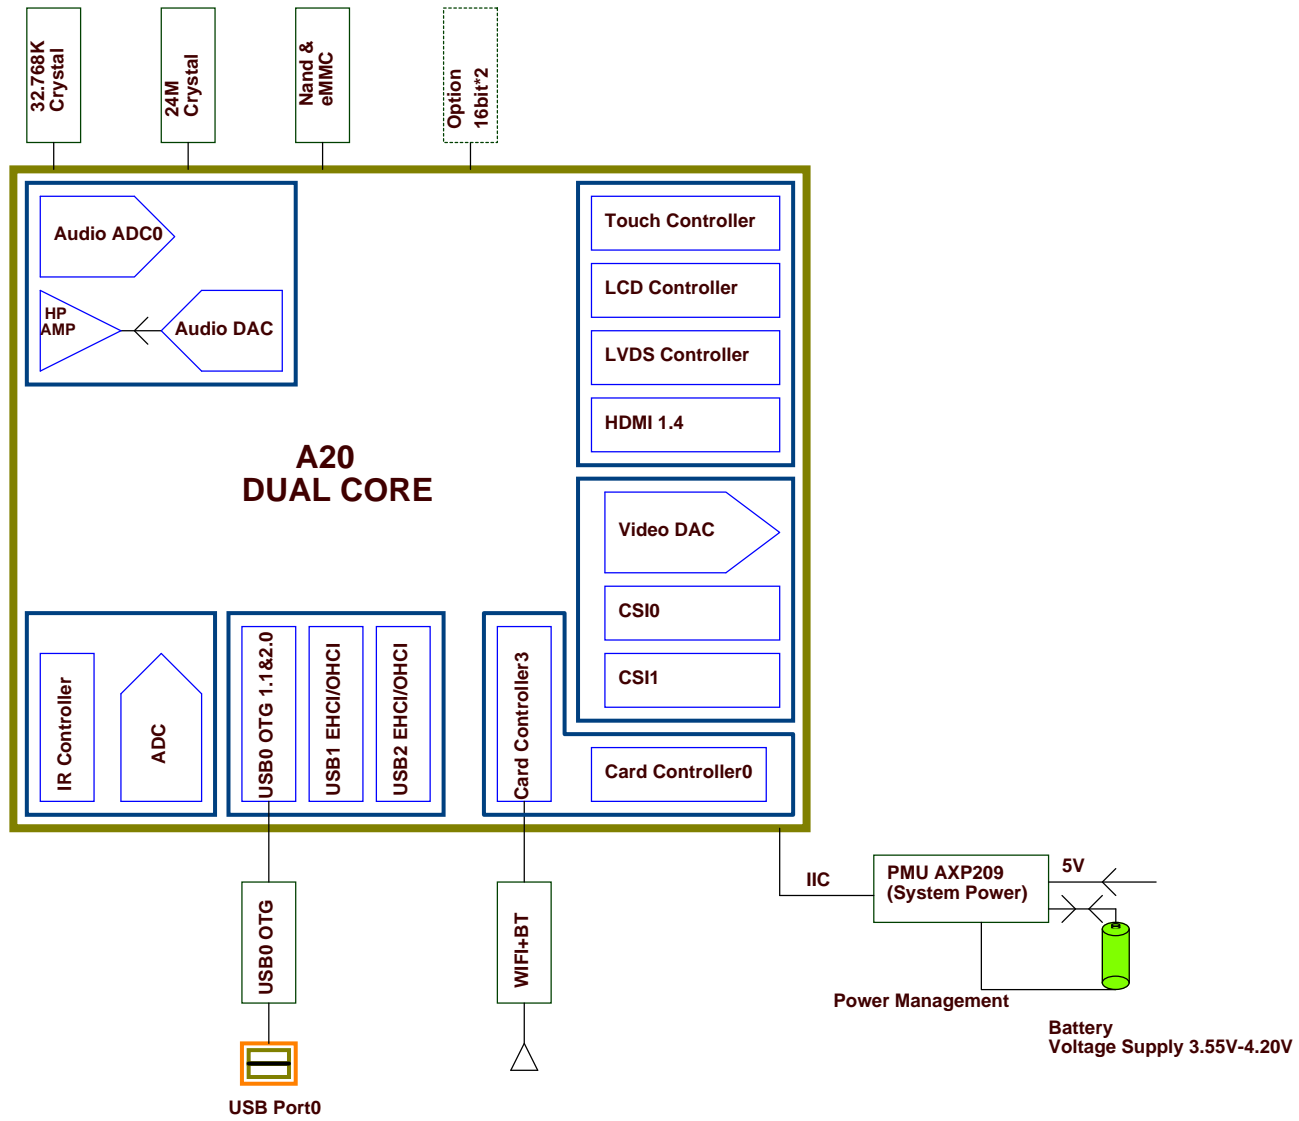 32.768K
Crystal
24M
Crystal
Nand &
eMMC
Option
16bit*2
Audio ADC0
HP
AMP
Audio DAC
Touch Controller
LCD Controller
LVDS Controller
HDMI 1.4
A20
DUAL CORE
Video DAC
CSI0
CSI1
IR Controller
ADC
USB0 OTG 1.1&2.0
USB1 EHCI/OHCI
USB2 EHCI/OHCI
Card Controller3
Card Controller0
USB0 OTG
WIFI+BT
IIC
PMU AXP209
(System Power)
5V
Power Management
Battery
Voltage Supply 3.55V-4.20V
USB Port0